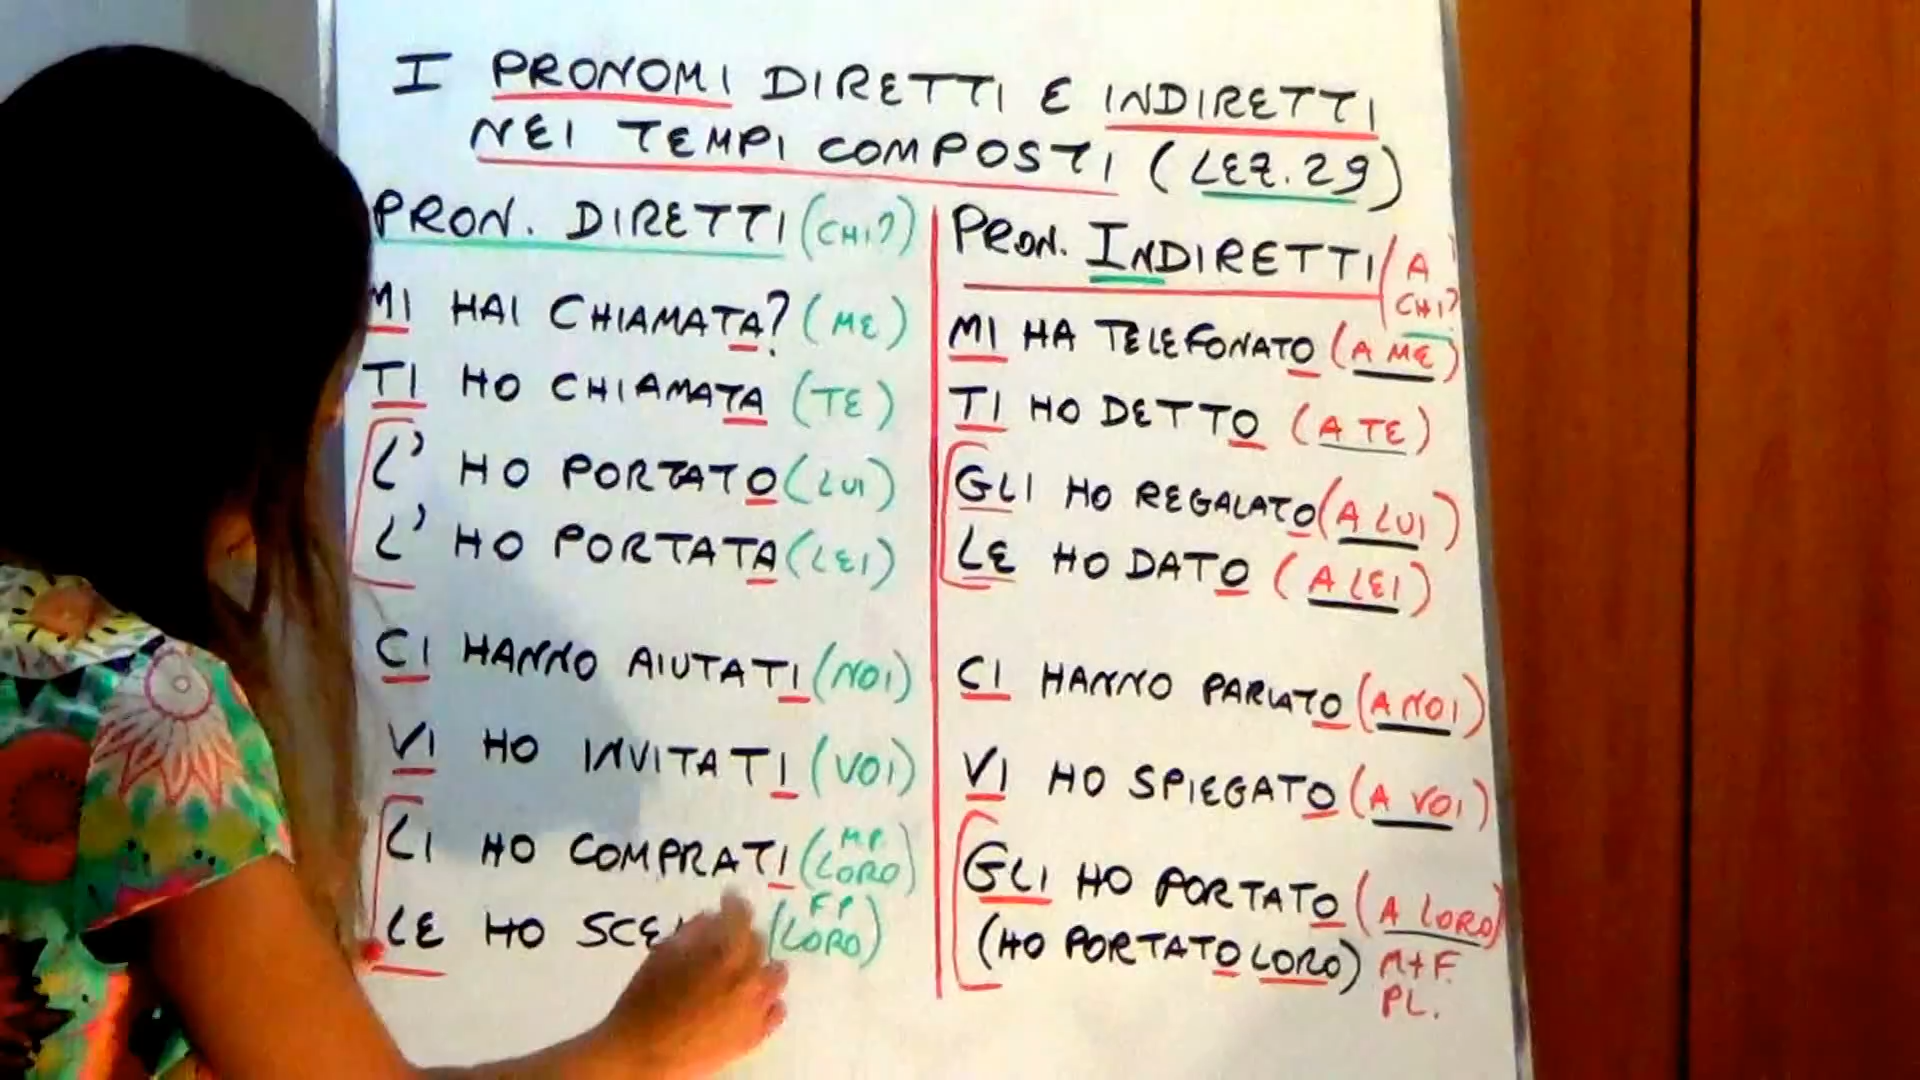 I PRONOMI DIRETTI E INDIRETTI
NEI TEMPI COMPOSTI (LEZ. 29)
PRON. DIRETTI (CHI?)
MI HAI CHIAMATA? (ME)
TI HO CHIAMATA (TE)
L' HO PORTATO (LUI)
L' HO PORTATA (LEI)
CI HANNO AIUTATI (NOI)
VI HO INVITATI (VOI)
LI HO COMPRATI (M.P. LORO)
LE HO (F.P. LORO)
PRON. INDIRETTI (A CHI?
MI HA TELEFONATO (A ME)
TI HO DETTO (A TE)
GLI HO REGALATO (A LUI)
LE HO DATO (A LEI)
CI HANNO PARLATO (A NOI)
VI HO SPIEGATO (A VOI)
GLI HO PORTATO (A LORO)
(HO PORTATO LORO) M+F.
PL.